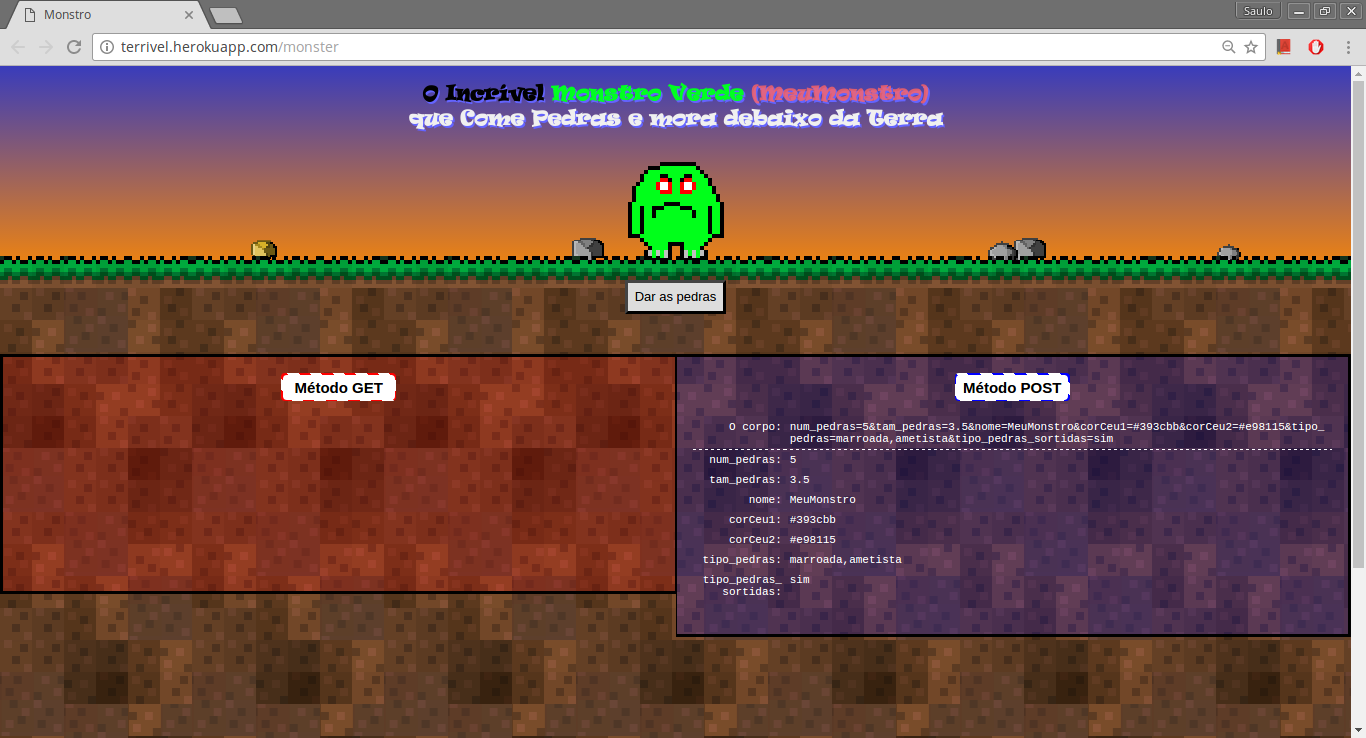 Monstro
Saulo
terrivel.herokuapp.com/monster
O Incrível Monstro Verde (MeuMonstro)
que Come Pedras e mora debaixo da Terra
Dar as pedras
Método GET
Método POST
O corpo: num_pedras=5&tam_pedras=3.5&nome=MeuMonstro&corCeu1=#393cbb&corCeu2=#e98115&tipo_
pedras=marroada,ametista&tipo_pedras_sortidas=sim
num_pedras: 5
tam_pedras: 3.5
nome: MeuMonstro
corCeu1: #393cbb
corCeu2: #e98115
tipo_pedras: marroada,ametista
tipo_pedras_ sim
sortidas: